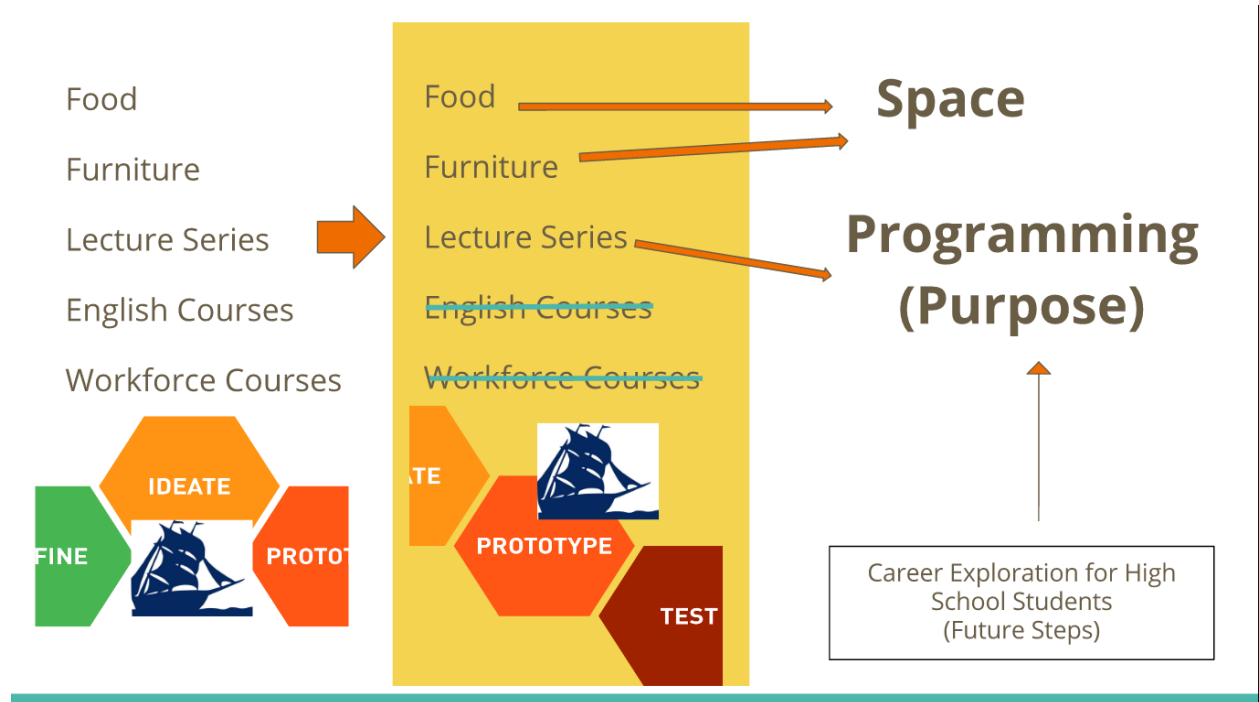 Food
Furniture
Lecture Series
English Courses
Workforce Courses
FINE
IDEATE
PROTOT
Food
Furniture
Lecture Series
English Courses
Workforce Courses
ATE
PROTOTYPE
TEST
Space
Programming
(Purpose)
Career Exploration for High
School Students
(Future Steps)